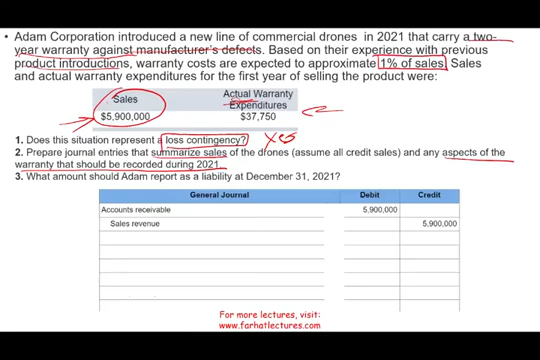 Adam Corporation introduced a new line of commercial drones in 2021 that carry a two-
year warranty against manufacturer's defects. Based on their experience with previous
product introductions, warranty costs are expected to approximate 1% of sales. Sales
and actual warranty expenditures for the first year of selling the product were:
Actual Warranty
Sales Expenditures
$5,900,000 $37,750
1. Does this situation represent a loss contingency? Yes
2. Prepare journal entries that summarize sales of the drones (assume all credit sales) and any aspects of the
warranty that should be recorded during 2021.
3. What amount should Adam report as a liability at December 31, 2021?
General Journal Debit Credit
Accounts receivable 5,900,000
Sales revenue 5,900,000
For more lectures, visit:
www.farhatlectures.com